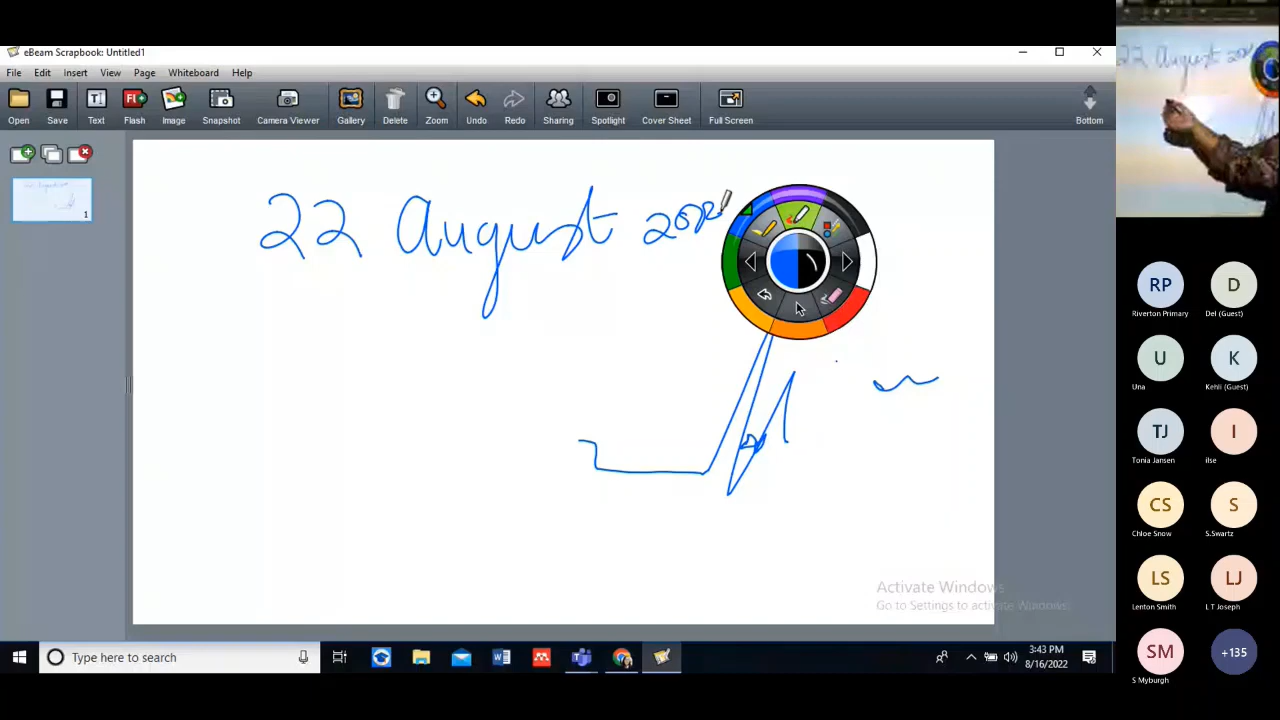 eBeam Scrapbook: Untitled1
File Edit Insert View Page Whiteboard Help
Open Save Text Flash Image Snapshot Camera Viewer Gallery Delete Zoom Undo Redo Sharing Spotlight Cover Sheet Full Screen Bottom
1
22 August
22 August
RP D
Riverton Primary Del (Guest)
U K
Una Kehli (Guest)
TJ I
Tonia Jansen ilse
CS S
Chloe Snow S.Swartz
LS LJ
Lenton Smith L T Joseph
SM +135
S Myburgh
Activate Windows
Go to Settings to activate Windows.
Type here to search
3:43 PM
8/16/2022